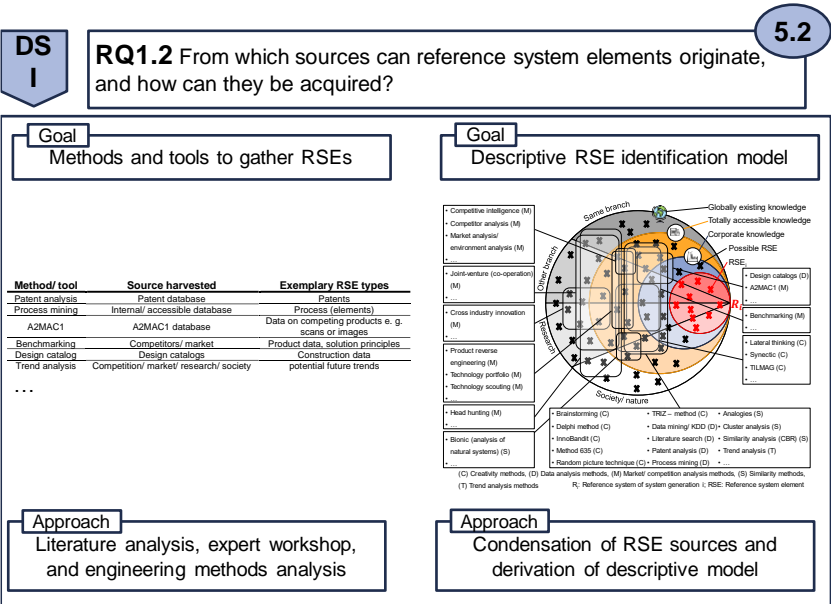 DS
I
5.2
RQ1.2 From which sources can reference system elements originate,
and how can they be acquired?
Goal
Methods and tools to gather RSEs
Method/ tool Source harvested Exemplary RSE types
Patent analysis Patent database Patents
Process mining Internal/ accessible database Process (elements)
A2MAC1 A2MAC1 database Data on competing products e. g.
scans or images
Benchmarking Competitors/ market Product data, solution principles
Design catalog Design catalogs Construction data
Trend analysis Competition/ market/ research/ society potential future trends
...
Approach
Literature analysis, expert workshop,
and engineering methods analysis
Goal
Descriptive RSE identification model
• Competitive intelligence (M)
• Competitor analysis (M)
• Market analysis/
environment analysis (M)
• ...
• Joint-venture (co-operation)
(M)
• ...
• Cross industry innovation
(M)
• ...
• Product reverse
engineering (M)
• Technology portfolio (M)
• Technology scouting (M)
• ...
• Head hunting (M)
• ...
• Bionic (analysis of
natural systems) (S)
• ...
Same branch
Other branch
Research
Society/ nature
Globally existing knowledge
Totally accessible knowledge
Corporate knowledge
Possible RSE
RSEi
Ri
• Design catalogs (D)
• A2MAC1 (M)
• ...
• Benchmarking (M)
• ...
• Lateral thinking (C)
• Synectic (C)
• TILMAG (C)
• ...
• Brainstorming (C) • TRIZ – method (C) • Analogies (S)
• Delphi method (C) • Data mining/ KDD (D) • Cluster analysis (S)
• InnoBandit (C) • Literature search (D) • Similarity analysis (CBR) (S)
• Method 635 (C) • Patent analysis (D) • Trend analysis (T)
• Random picture technique (C) • Process mining (D) • ...
(C) Creativity methods, (D) Data analysis methods, (M) Market/ competition analysis methods, (S) Similarity methods,
(T) Trend analysis methods Ri: Reference system of system generation i; RSE: Reference system element
Approach
Condensation of RSE sources and
derivation of descriptive model